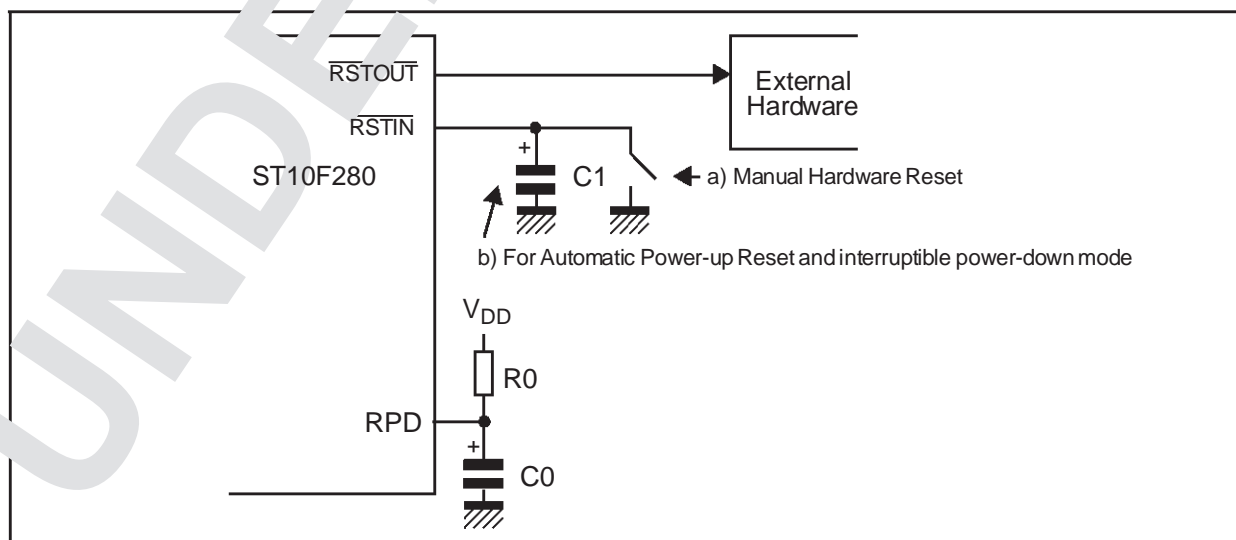 RSTOUT
External
Hardware
RSTIN
+
ST10F280
C1
a) Manual Hardware Reset
b) For Automatic Power-up Reset and interruptible power-down mode
VDD
R0
RPD
+
C0
UNDE